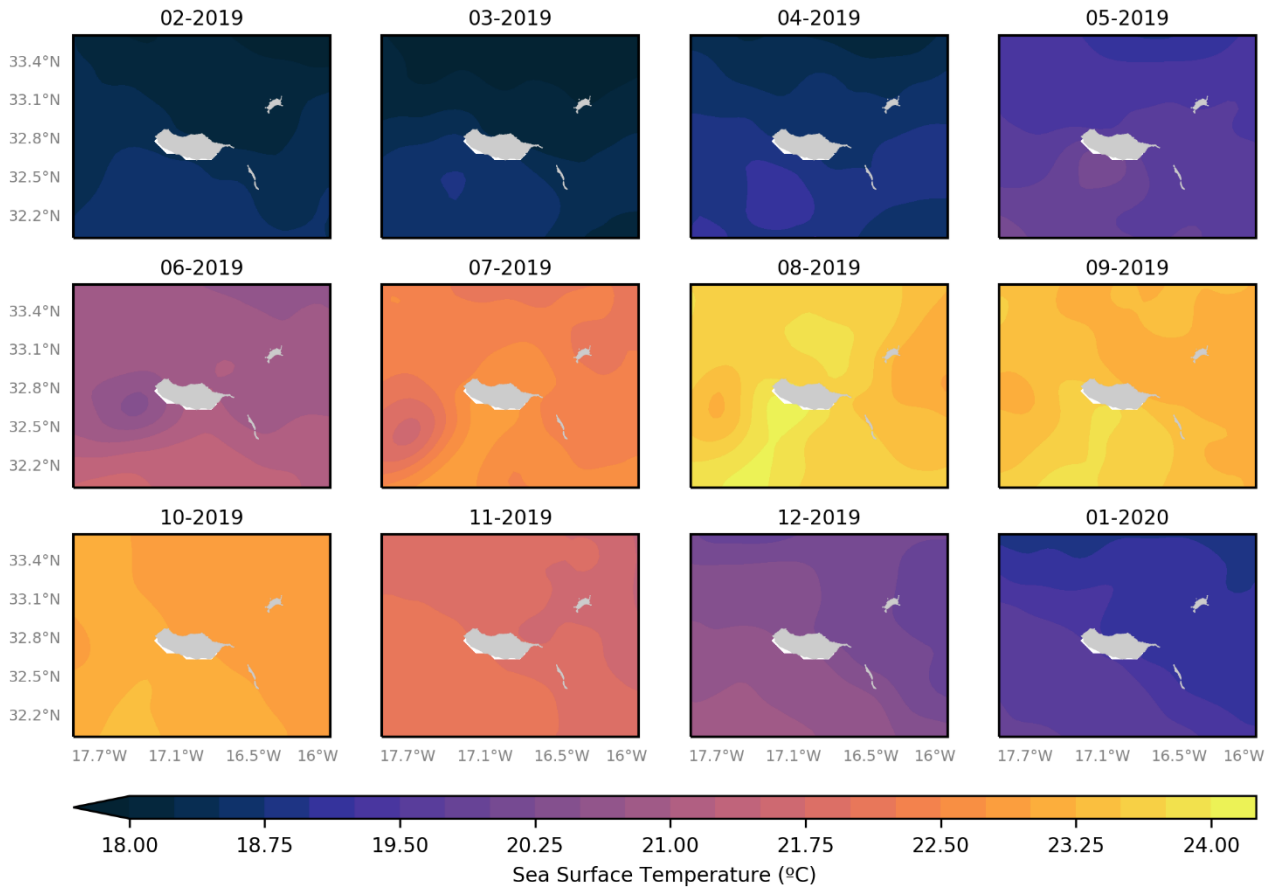 02-2019 03-2019 04-2019 05-2019
33.4°N
33.1°N
32.8°N
32.5°N
32.2°N
06-2019 07-2019 08-2019 09-2019
33.4°N
33.1°N
32.8°N
32.5°N
32.2°N
10-2019 11-2019 12-2019 01-2020
33.4°N
33.1°N
32.8°N
32.5°N
32.2°N
17.7°W 17.1°W 16.5°W 16°W 17.7°W 17.1°W 16.5°W 16°W 17.7°W 17.1°W 16.5°W 16°W 17.7°W 17.1°W 16.5°W 16°W
18.00 18.75 19.50 20.25 21.00 21.75 22.50 23.25 24.00
Sea Surface Temperature (ºC)